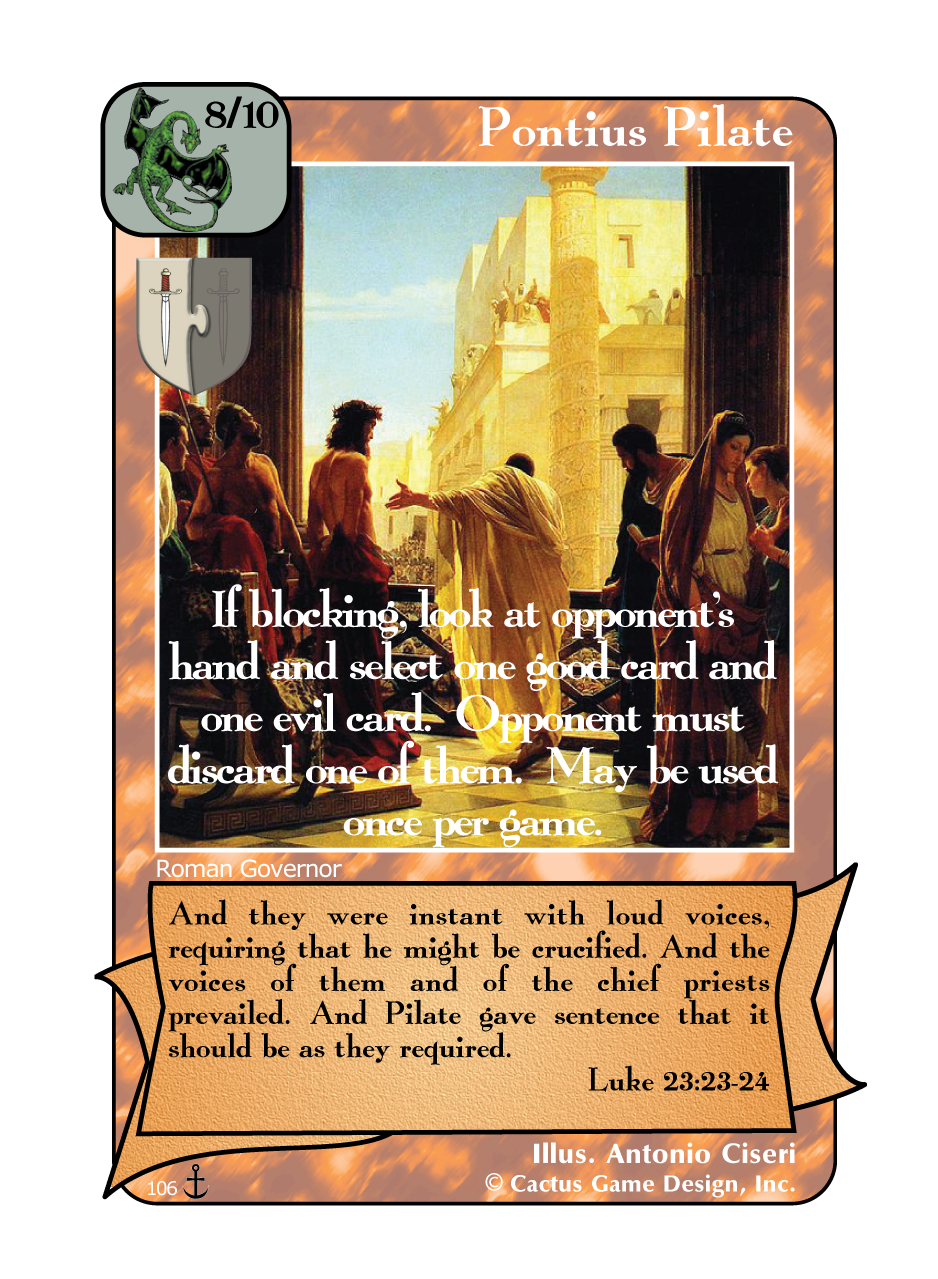 8/10
Pontius Pilate
If blocking, look at opponent's
hand and select one good card and
one evil card. Opponent must
discard one of them. May be used
once per game.
Roman Governor
And they were instant with loud voices,
requiring that he might be crucified. And the
voices of them and of the chief priests
prevailed. And Pilate gave sentence that it
should be as they required.
Luke 23:23-24
Illus. Antonio Ciseri
106
© Cactus Game Design, Inc.